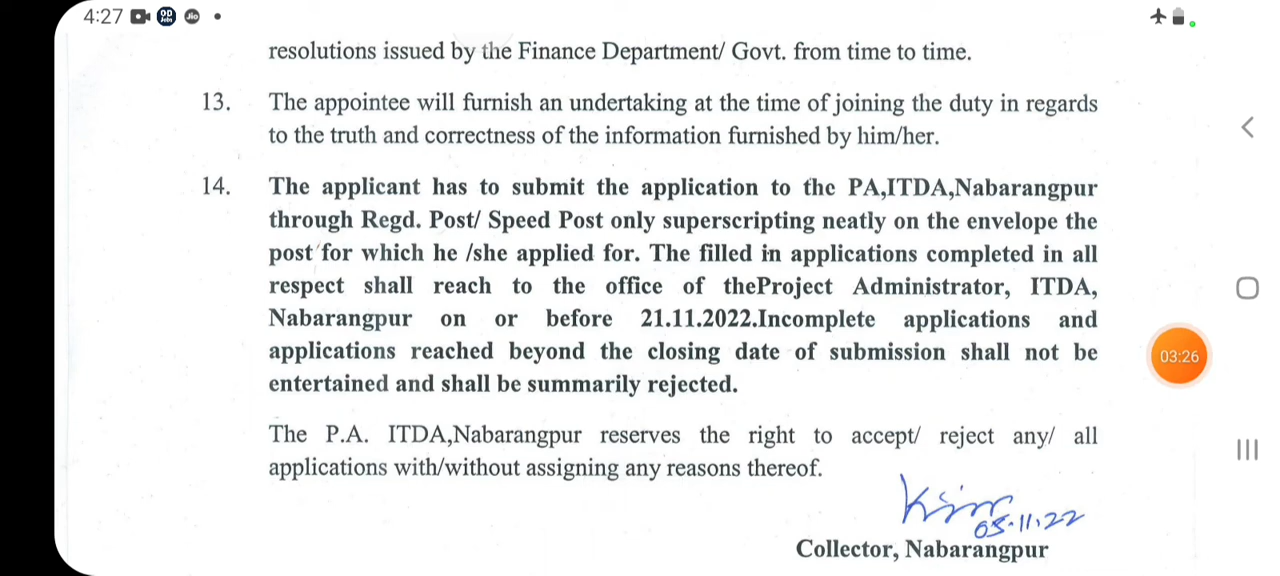 4:27
resolutions issued by the Finance Department/ Govt. from time to time.
13. The appointee will furnish an undertaking at the time of joining the duty in regards
to the truth and correctness of the information furnished by him/her.
14. The applicant has to submit the application to the PA,ITDA,Nabarangpur
through Regd. Post/ Speed Post only superscripting neatly on the envelope the
post for which he /she applied for. The filled in applications completed in all
respect shall reach to the office of theProject Administrator, ITDA,
Nabarangpur on or before 21.11.2022.Incomplete applications and
applications reached beyond the closing date of submission shall not be
entertained and shall be summarily rejected.
03:26
The P.A. ITDA,Nabarangpur reserves the right to accept/ reject any/ all
applications with/without assigning any reasons thereof.
05.11.22
Collector, Nabarangpur